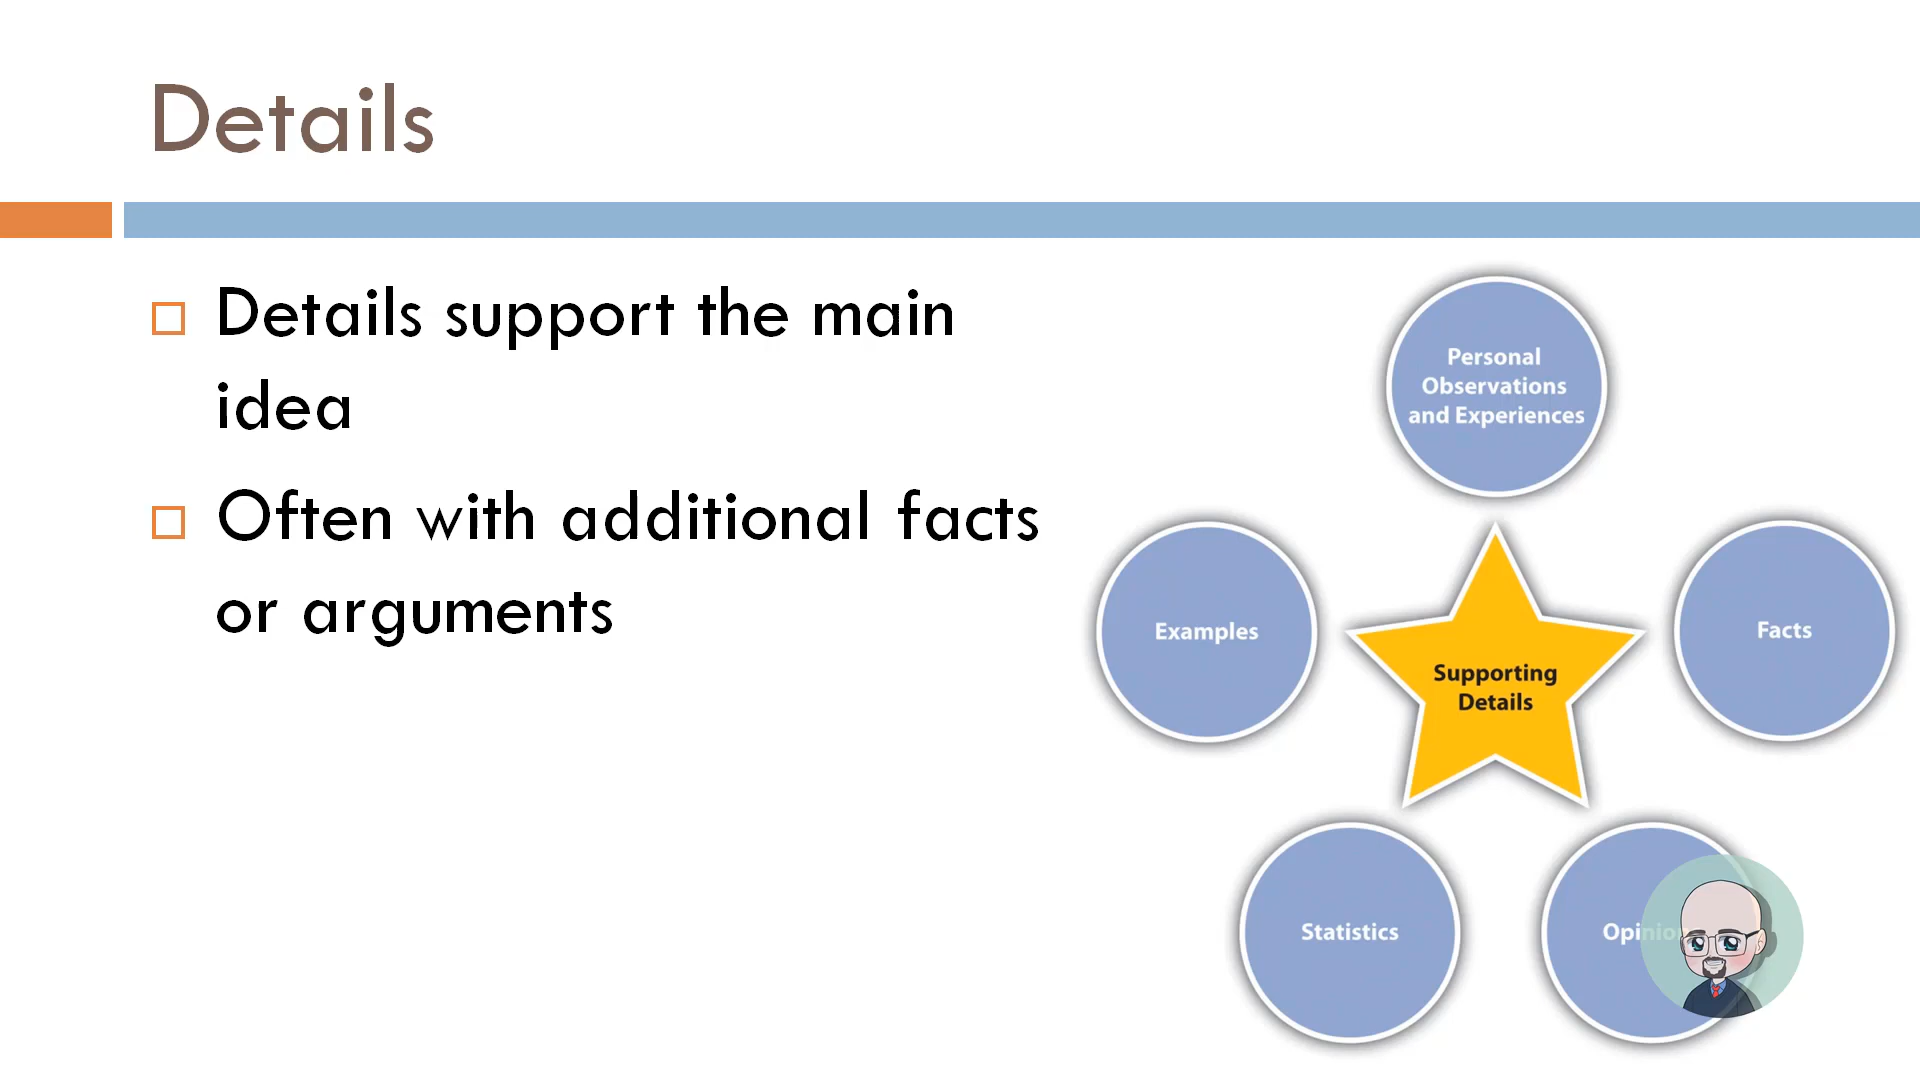 Details
Details support the main
idea
Often with additional facts
or arguments
Personal
Observations
and Experiences
Examples
Facts
Supporting
Details
Statistics